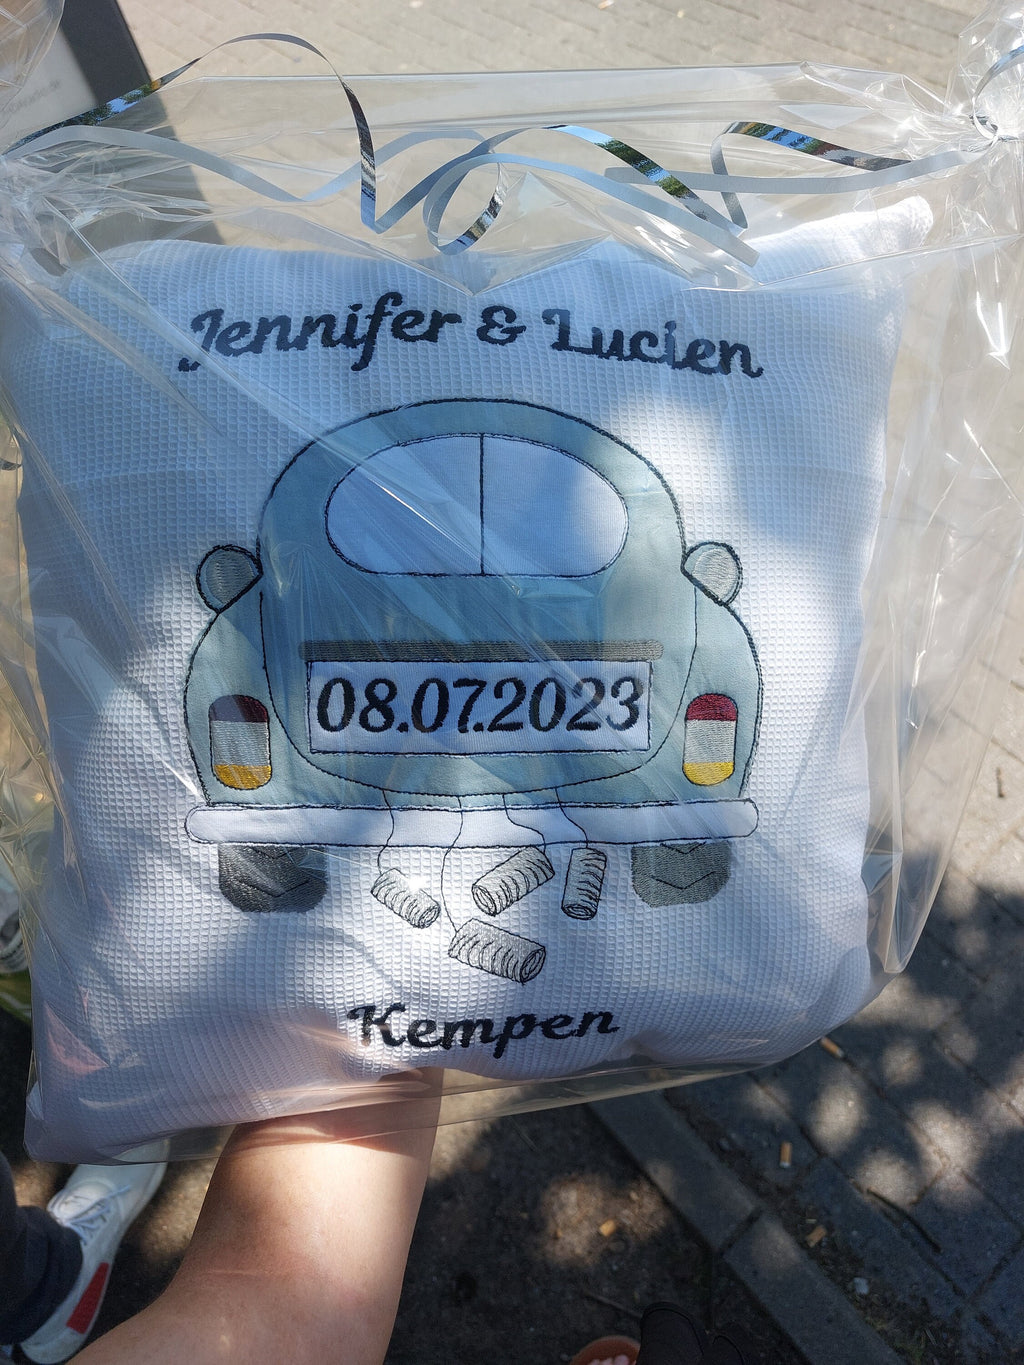 Jennifer & Lucien
08.07.2023
Kempen